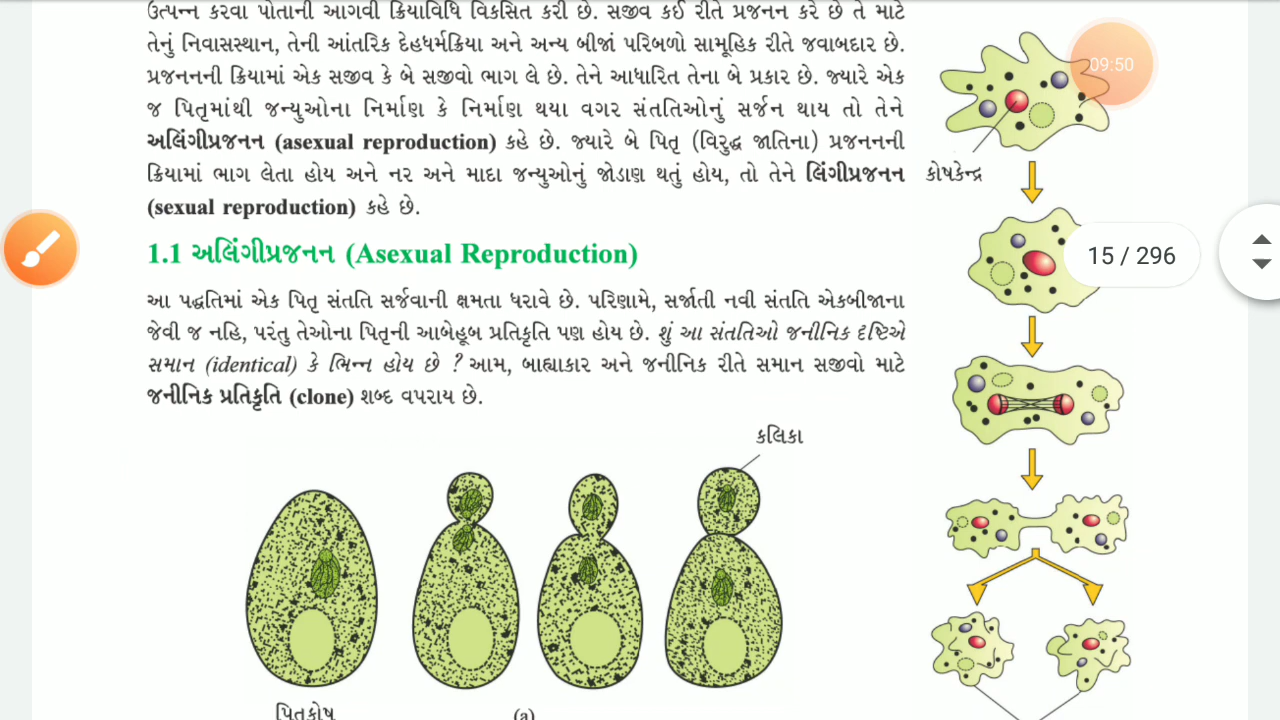 ઉત્પન્ન કરવા પોતાની આગવી ક્રિયાવિધિ વિકસિત કરી છે. સજીવ કઈ રીતે પ્રજનન કરે છે તે માટે
તેનું નિવાસસ્થાન, તેની આંતરિક દેહધર્મક્રિયા અને અન્ય બીજાં પરિબળો સામૂહિક રીતે જવાબદાર છે.
પ્રજનનની ક્રિયામાં એક સજીવ કે બે સજીવો ભાગ લે છે. તેને આધારિત તેના બે પ્રકાર છે. જ્યારે એક
જ પિતૃમાંથી જન્યુઓના નિર્માણ કે નિર્માણ થયા વગર સંતતિઓનું સર્જન થાય તો તેને
અલિંગીપ્રજનન (asexual reproduction) કહે છે. જ્યારે બે પિતૃ (વિરુદ્ધ જાતિના) પ્રજનનની
ક્રિયામાં ભાગ લેતા હોય અને નર અને માદા જન્યુઓનું જોડાણ થતું હોય, તો તેને લિંગીપ્રજનન
(sexual reproduction) કહે છે.
1.1 અલિંગીપ્રજનન (Asexual Reproduction)
આ પદ્ધતિમાં એક પિતૃ સંતતિ સર્જવાની ક્ષમતા ધરાવે છે. પરિણામે, સર્જાતી નવી સંતતિ એકબીજાના
જેવી જ નહિ, પરંતુ તેઓના પિતૃની આબેહૂબ પ્રતિકૃતિ પણ હોય છે. શું આ સંતતિઓ જનીનિક દૃષ્ટિએ
સમાન (identical) કે ભિન્ન હોય છે ? આમ, બાહ્યાકાર અને જનીનિક રીતે સમાન સજીવો માટે
જનીનિક પ્રતિકૃતિ (clone) શબ્દ વપરાય છે.
કલિકા
પિતૃકોષ
(a)
09:50
કોષકેન્દ્ર
15 / 296